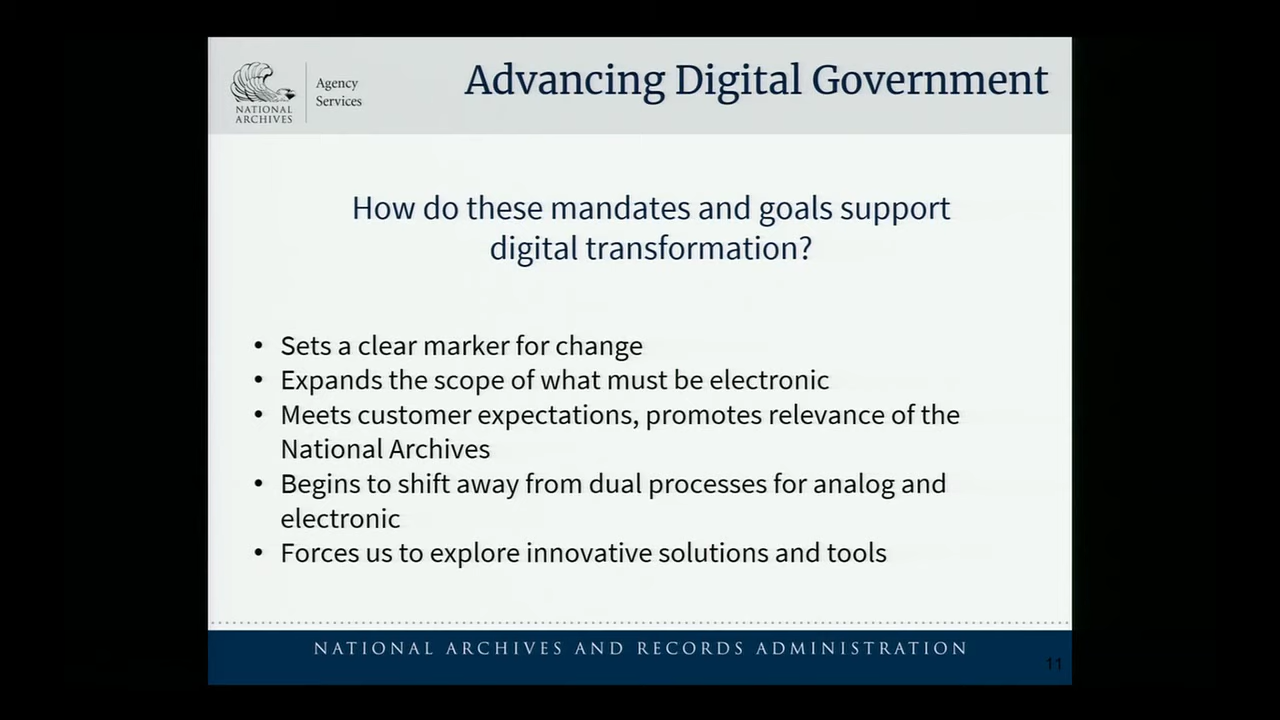 NATIONAL
ARCHIVES
Agency
Services
Advancing Digital Government
How do these mandates and goals support
digital transformation?
• Sets a clear marker for change
• Expands the scope of what must be electronic
• Meets customer expectations, promotes relevance of the
National Archives
• Begins to shift away from dual processes for analog and
electronic
• Forces us to explore innovative solutions and tools
NATIONAL ARCHIVES AND RECORDS ADMINISTRATION
11